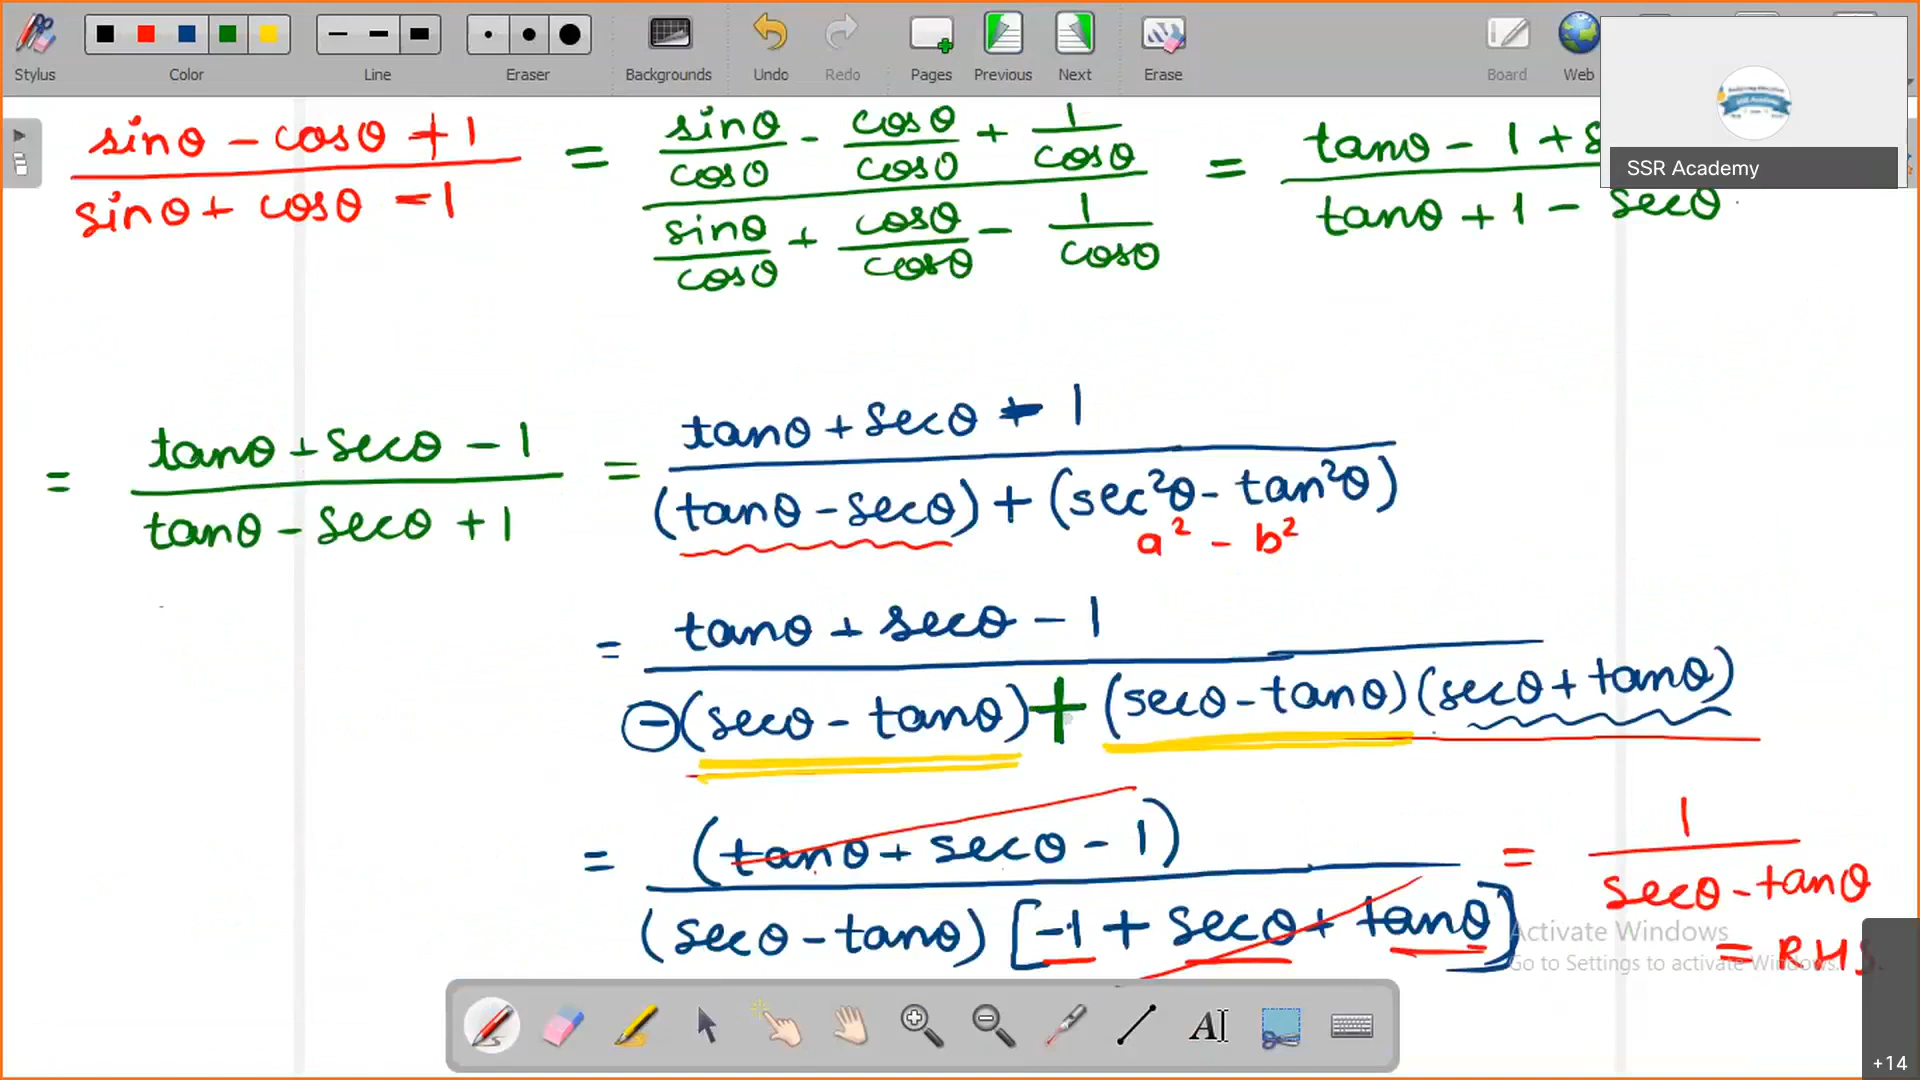 Stylus Color Line Eraser Backgrounds Undo Redo Pages Previous Next Erase Board Web
SSR Academy
sinθ - cosθ + 1 / sinθ + cosθ - 1 = sinθ/cosθ - cosθ/cosθ + 1/cosθ / sinθ/cosθ + cosθ/cosθ - 1/cosθ = tanθ - 1 + s / tanθ + 1 - secθ
= tanθ + secθ - 1 / tanθ - secθ + 1 = tanθ + secθ - 1 / (tanθ - secθ) + (sec²θ - tan²θ)
a² - b²
= tanθ + secθ - 1 / -(secθ - tanθ) + (secθ - tanθ)(secθ + tanθ)
= (tanθ + secθ - 1) / (secθ - tanθ) [-1 + secθ + tanθ] = 1 / secθ - tanθ
= RHS.
Activate Windows
Go to Settings to activate Windows.
+14